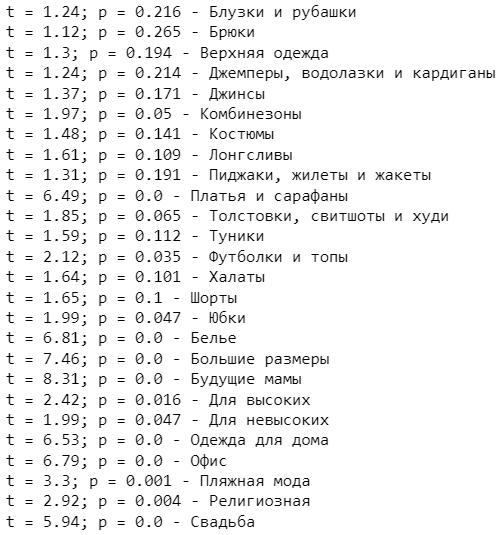 t = 1.24; p = 0.216 - Блузки и рубашки
t = 1.12; p = 0.265 - Брюки
t = 1.3; p = 0.194 - Верхняя одежда
t = 1.24; p = 0.214 - Джемперы, водолазки и кардиганы
t = 1.37; p = 0.171 - Джинсы
t = 1.97; p = 0.05 - Комбинезоны
t = 1.48; p = 0.141 - Костюмы
t = 1.61; p = 0.109 - Лонгсливы
t = 1.31; p = 0.191 - Пиджаки, жилеты и жакеты
t = 6.49; p = 0.0 - Платья и сарафаны
t = 1.85; p = 0.065 - Толстовки, свитшоты и худи
t = 1.59; p = 0.112 - Туники
t = 2.12; p = 0.035 - Футболки и топы
t = 1.64; p = 0.101 - Халаты
t = 1.65; p = 0.1 - Шорты
t = 1.99; p = 0.047 - Юбки
t = 6.81; p = 0.0 - Белье
t = 7.46; p = 0.0 - Большие размеры
t = 8.31; p = 0.0 - Будущие мамы
t = 2.42; p = 0.016 - Для высоких
t = 1.99; p = 0.047 - Для невысоких
t = 6.53; p = 0.0 - Одежда для дома
t = 6.79; p = 0.0 - Офис
t = 3.3; p = 0.001 - Пляжная мода
t = 2.92; p = 0.004 - Религиозная
t = 5.94; p = 0.0 - Свадьба